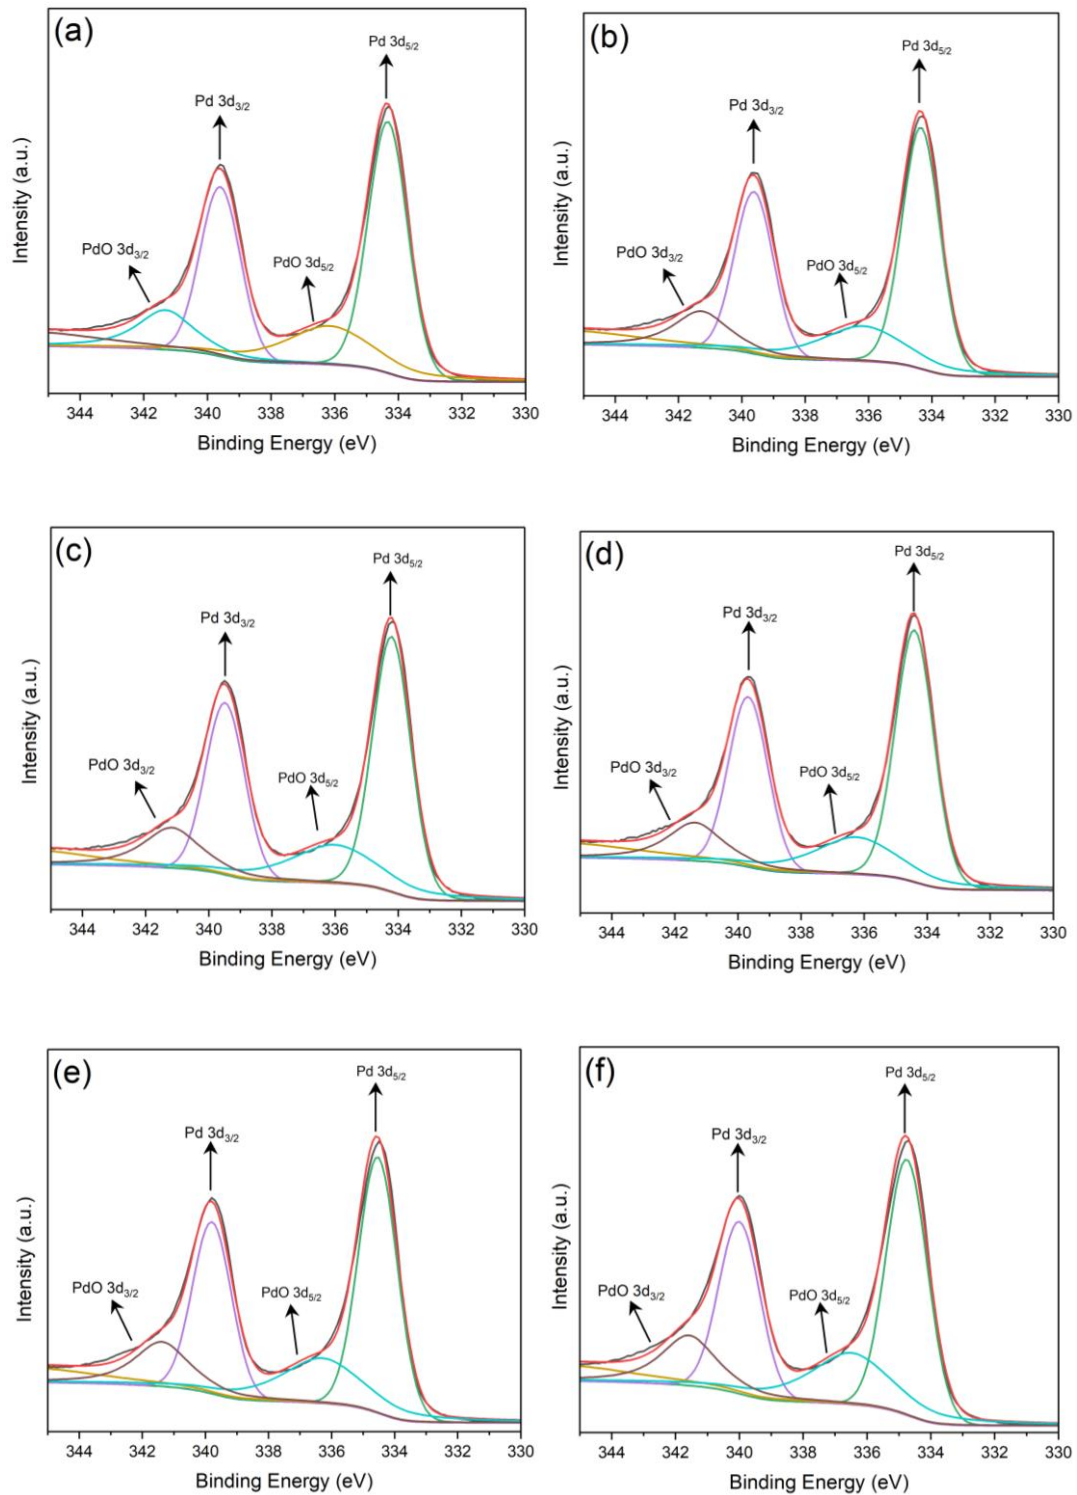 (a)
Pd 3d5/2
Pd 3d3/2
PdO 3d3/2
PdO 3d5/2
Intensity (a.u.)
344 342 340 338 336 334 332 330
Binding Energy (eV)
(b)
Pd 3d5/2
Pd 3d3/2
PdO 3d3/2
PdO 3d5/2
Intensity (a.u.)
344 342 340 338 336 334 332 330
Binding Energy (eV)
(c)
Pd 3d5/2
Pd 3d3/2
PdO 3d3/2
PdO 3d5/2
Intensity (a.u.)
344 342 340 338 336 334 332 330
Binding Energy (eV)
(d)
Pd 3d5/2
Pd 3d3/2
PdO 3d3/2
PdO 3d5/2
Intensity (a.u.)
344 342 340 338 336 334 332 330
Binding Energy (eV)
(e)
Pd 3d5/2
Pd 3d3/2
PdO 3d3/2
PdO 3d5/2
Intensity (a.u.)
344 342 340 338 336 334 332 330
Binding Energy (eV)
(f)
Pd 3d5/2
Pd 3d3/2
PdO 3d3/2
PdO 3d5/2
Intensity (a.u.)
344 342 340 338 336 334 332 330
Binding Energy (eV)